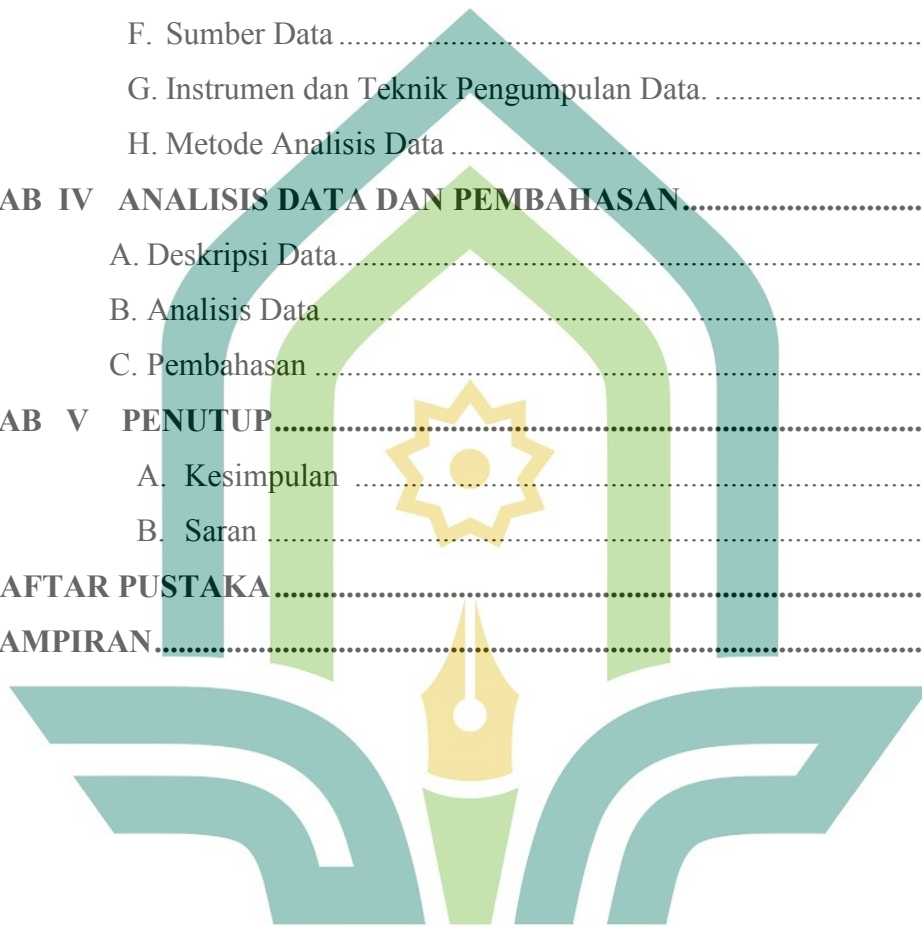 F. Sumber Data ..........................................................................
G. Instrumen dan Teknik Pengumpulan Data. ..........................
H. Metode Analisis Data ...........................................................
AB IV ANALISIS DATA DAN PEMBAHASAN..............................
A. Deskripsi Data.........................................................................
B. Analisis Data...........................................................................
C. Pembahasan ............................................................................
AB V PENUTUP.................................................................................
A. Kesimpulan .......................................................................
B. Saran ..................................................................................
AFTAR PUSTAKA.................................................................................
AMPIRAN................................................................................................